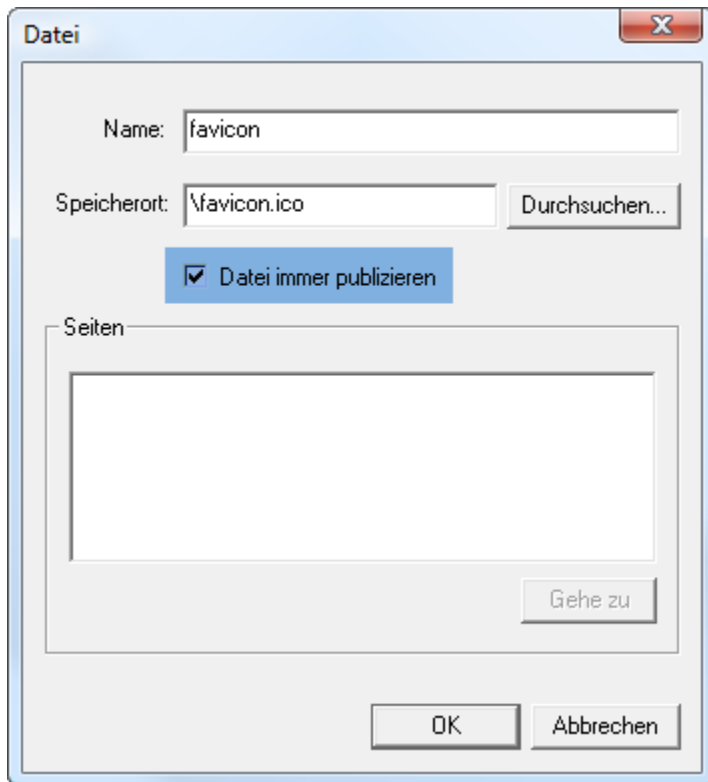 Datei
Name: favicon
Speicherort: \favicon.ico Durchsuchen...
Datei immer publizieren
Seiten
Gehe zu
OK Abbrechen